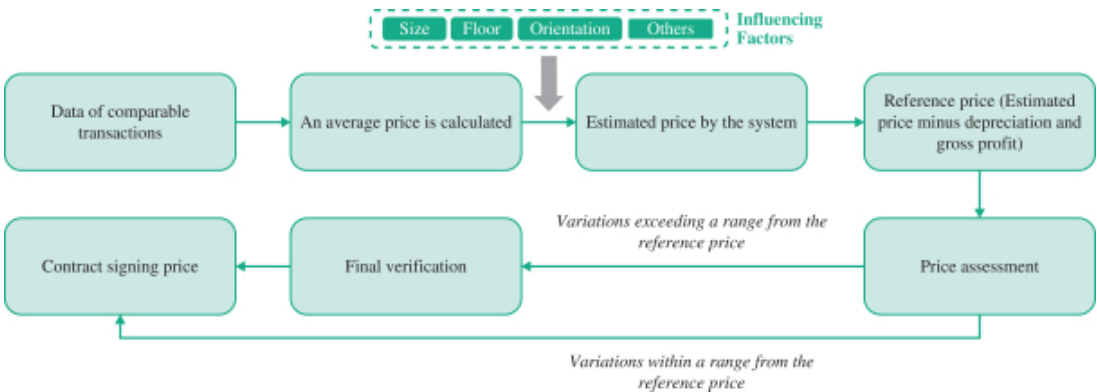 Size
Floor
Orientation
Others
Influencing
Factors
Data of comparable
transactions
An average price is calculated
Estimated price by the system
Reference price (Estimated
price minus depreciation and
gross profit)
Variations exceeding a range from the
reference price
Contract signing price
Final verification
Price assessment
Variations within a range from the
reference price